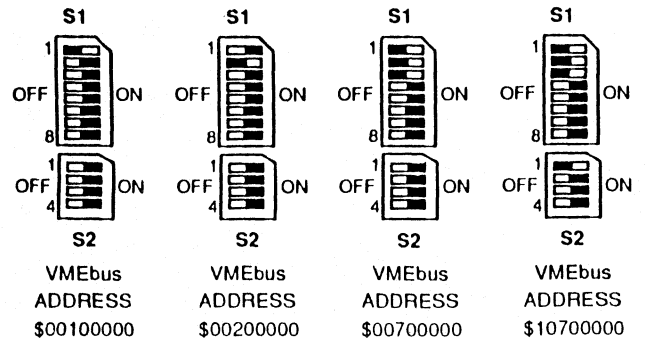 S1 S1 S1 S1
1 1 1 1
OFF ON OFF ON OFF ON OFF ON
8 8 8 8
1 1 1 1
OFF ON OFF ON OFF ON OFF ON
4 4 4 4
S2 S2 S2 S2
VMEbus VMEbus VMEbus VMEbus
ADDRESS ADDRESS ADDRESS ADDRESS
$00100000 $00200000 $00700000 $10700000